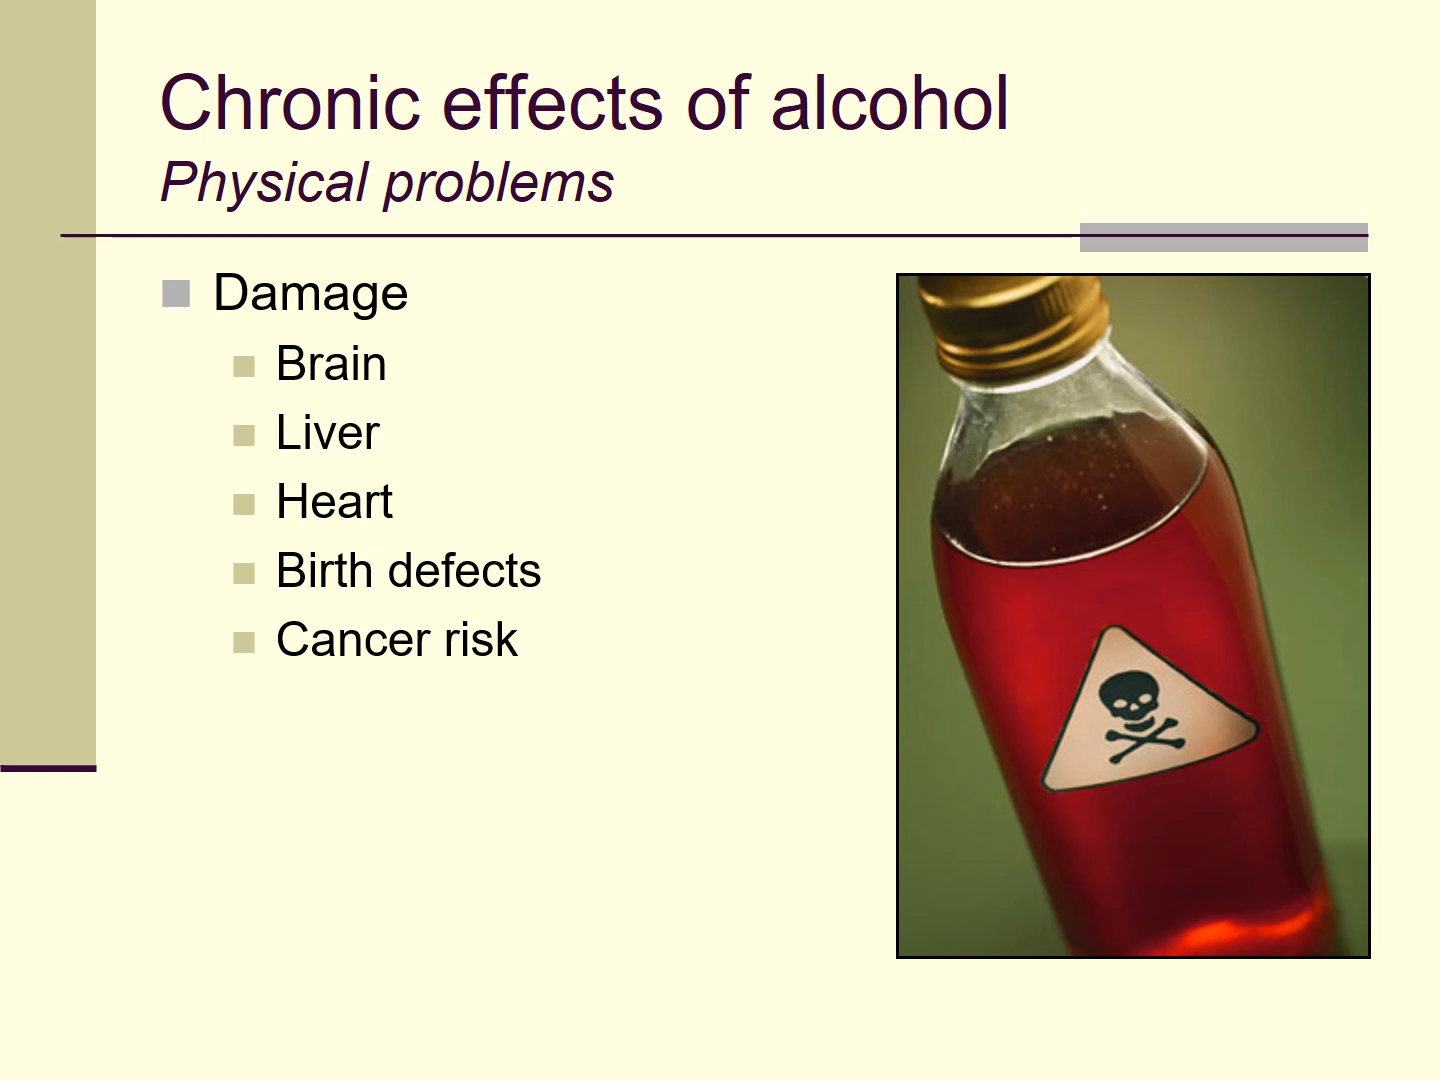 Chronic effects of alcohol
Physical problems
Damage
Brain
Liver
Heart
Birth defects
Cancer risk